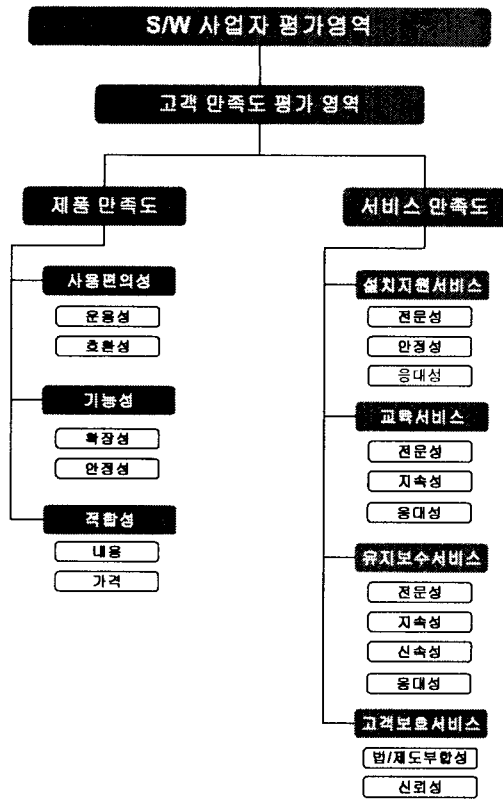 S/W 사업자 평가영역
고객 만족도 평가 영역
제품 만족도
사용편의성
운용성
호환성
기능성
확장성
안정성
적합성
내용
가격
서비스 만족도
설치지원서비스
전문성
안정성
응대성
교육서비스
전문성
지속성
응대성
유지보수서비스
전문성
지속성
신속성
응대성
고객보호서비스
법/제도부합성
신뢰성